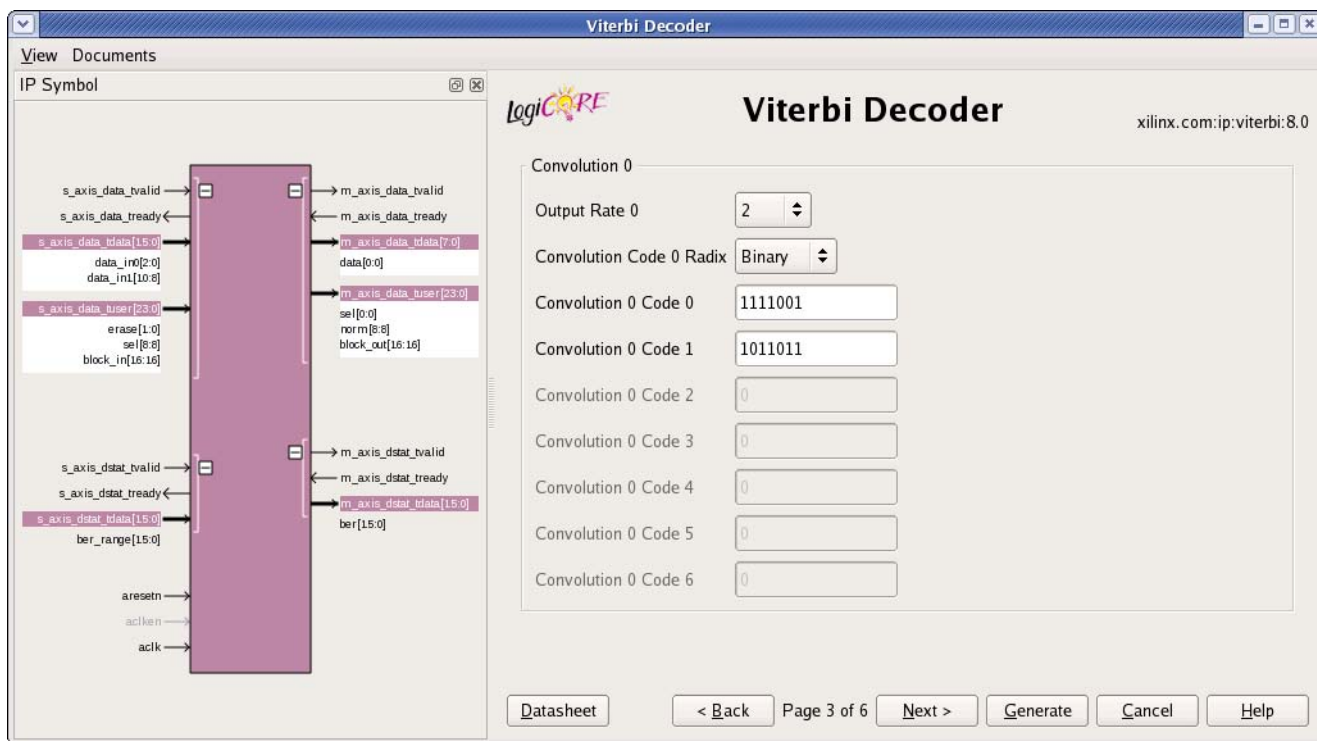 Viterbi Decoder
View Documents
IP Symbol
s_axis_data_tvalid
s_axis_data_tready
s_axis_data_tdata[15:0]
data_in0[2:0]
data_in1[10:8]
s_axis_data_tuser[23:0]
erase[1:0]
sel[8:8]
block_in[16:16]
s_axis_dstat_tvalid
s_axis_dstat_tready
s_axis_dstat_tdata[15:0]
ber_range[15:0]
aresetn
aclken
aclk
m_axis_data_tvalid
m_axis_data_tready
m_axis_data_tdata[7:0]
data[0:0]
m_axis_data_tuser[23:0]
sel[0:0]
norm[8:8]
block_out[16:16]
m_axis_dstat_tvalid
m_axis_dstat_tready
m_axis_dstat_tdata[15:0]
ber[15:0]
LogiCORE
Viterbi Decoder
xilinx.com:ip:viterbi:8.0
Convolution 0
Output Rate 0 2
Convolution Code 0 Radix Binary
Convolution 0 Code 0 1111001
Convolution 0 Code 1 1011011
Convolution 0 Code 2 0
Convolution 0 Code 3 0
Convolution 0 Code 4 0
Convolution 0 Code 5 0
Convolution 0 Code 6 0
Datasheet < Back Page 3 of 6 Next > Generate Cancel Help